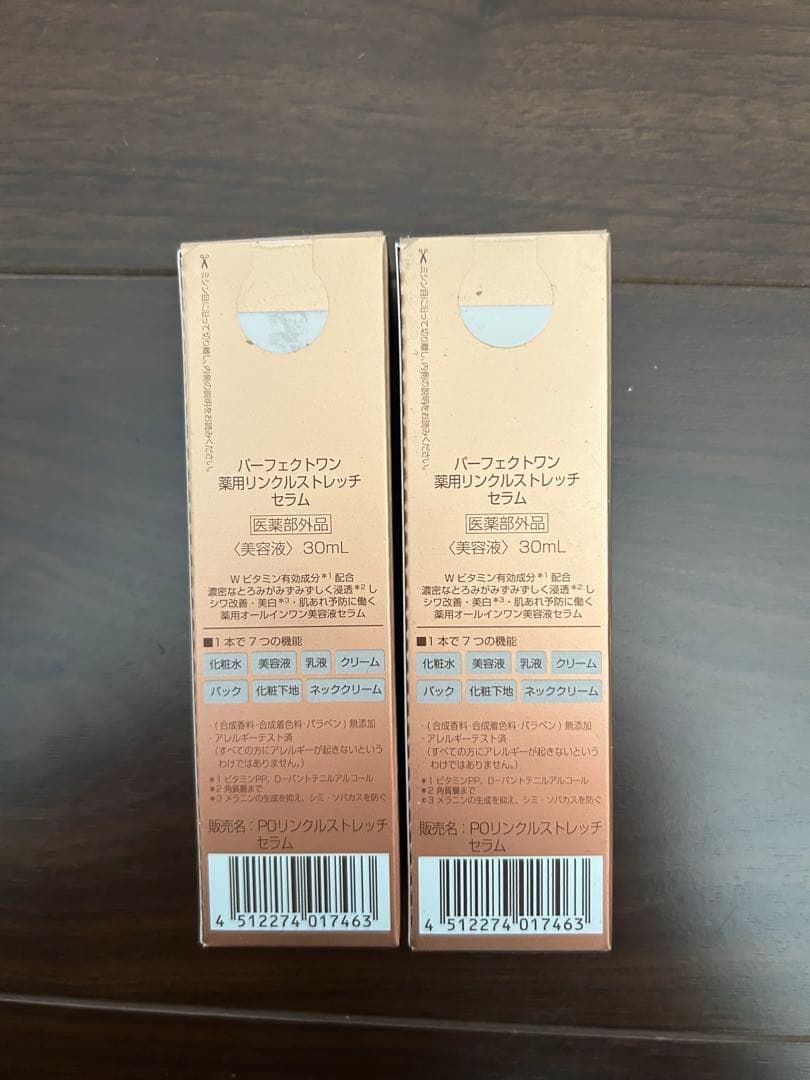 ミシン目に沿って切り離し、内側の説明をお読みください。
パーフェクトワン
薬用リンクルストレッチ
セラム
医薬部外品
〈美容液〉 30mL
Wビタミン有効成分*1配合
濃密なとろみがみずみずしく浸透*2し
シワ改善・美白*3・肌あれ予防に働く
薬用オールインワン美容液セラム
■1本で7つの機能
化粧水 美容液 乳液 クリーム
パック 化粧下地 ネッククリーム
・(合成香料・合成着色料・パラベン)無添加
・アレルギーテスト済
(すべての方にアレルギーが起きないという
わけではありません。)
*1 ビタミンPP、D-パントテニルアルコール
*2 角質層まで
*3 メラニンの生成を抑え、シミ・ソバカスを防ぐ
販売名:POリンクルストレッチ
セラム
4 512274 017463
ミシン目に沿って切り離し、内側の説明をお読みください。
パーフェクトワン
薬用リンクルストレッチ
セラム
医薬部外品
〈美容液〉 30mL
Wビタミン有効成分*1配合
濃密なとろみがみずみずしく浸透*2し
シワ改善・美白*3・肌あれ予防に働く
薬用オールインワン美容液セラム
■1本で7つの機能
化粧水 美容液 乳液 クリーム
パック 化粧下地 ネッククリーム
・(合成香料・合成着色料・パラベン)無添加
・アレルギーテスト済
(すべての方にアレルギーが起きないという
わけではありません。)
*1 ビタミンPP、D-パントテニルアルコール
*2 角質層まで
*3 メラニンの生成を抑え、シミ・ソバカスを防ぐ
販売名:POリンクルストレッチ
セラム
4 512274 017463